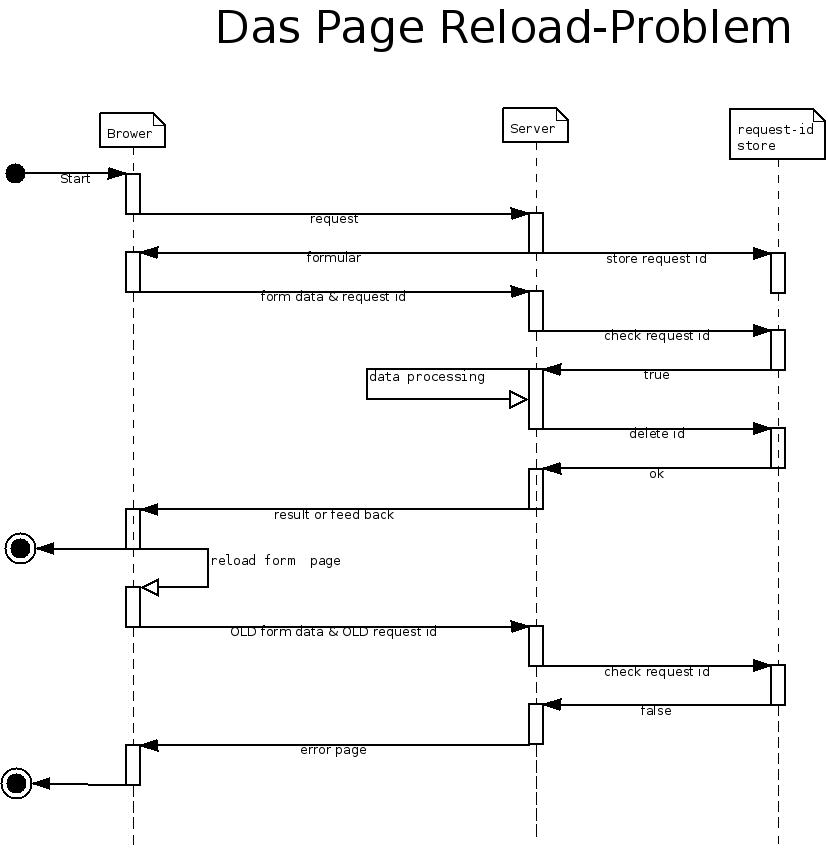 Das Page Reload-Problem
Brower
Server
request-id
store
Start
request
formular
store request id
form data & request id
check request id
data processing
true
delete id
ok
result or feed back
reload form page
OLD form data & OLD request id
check request id
false
error page